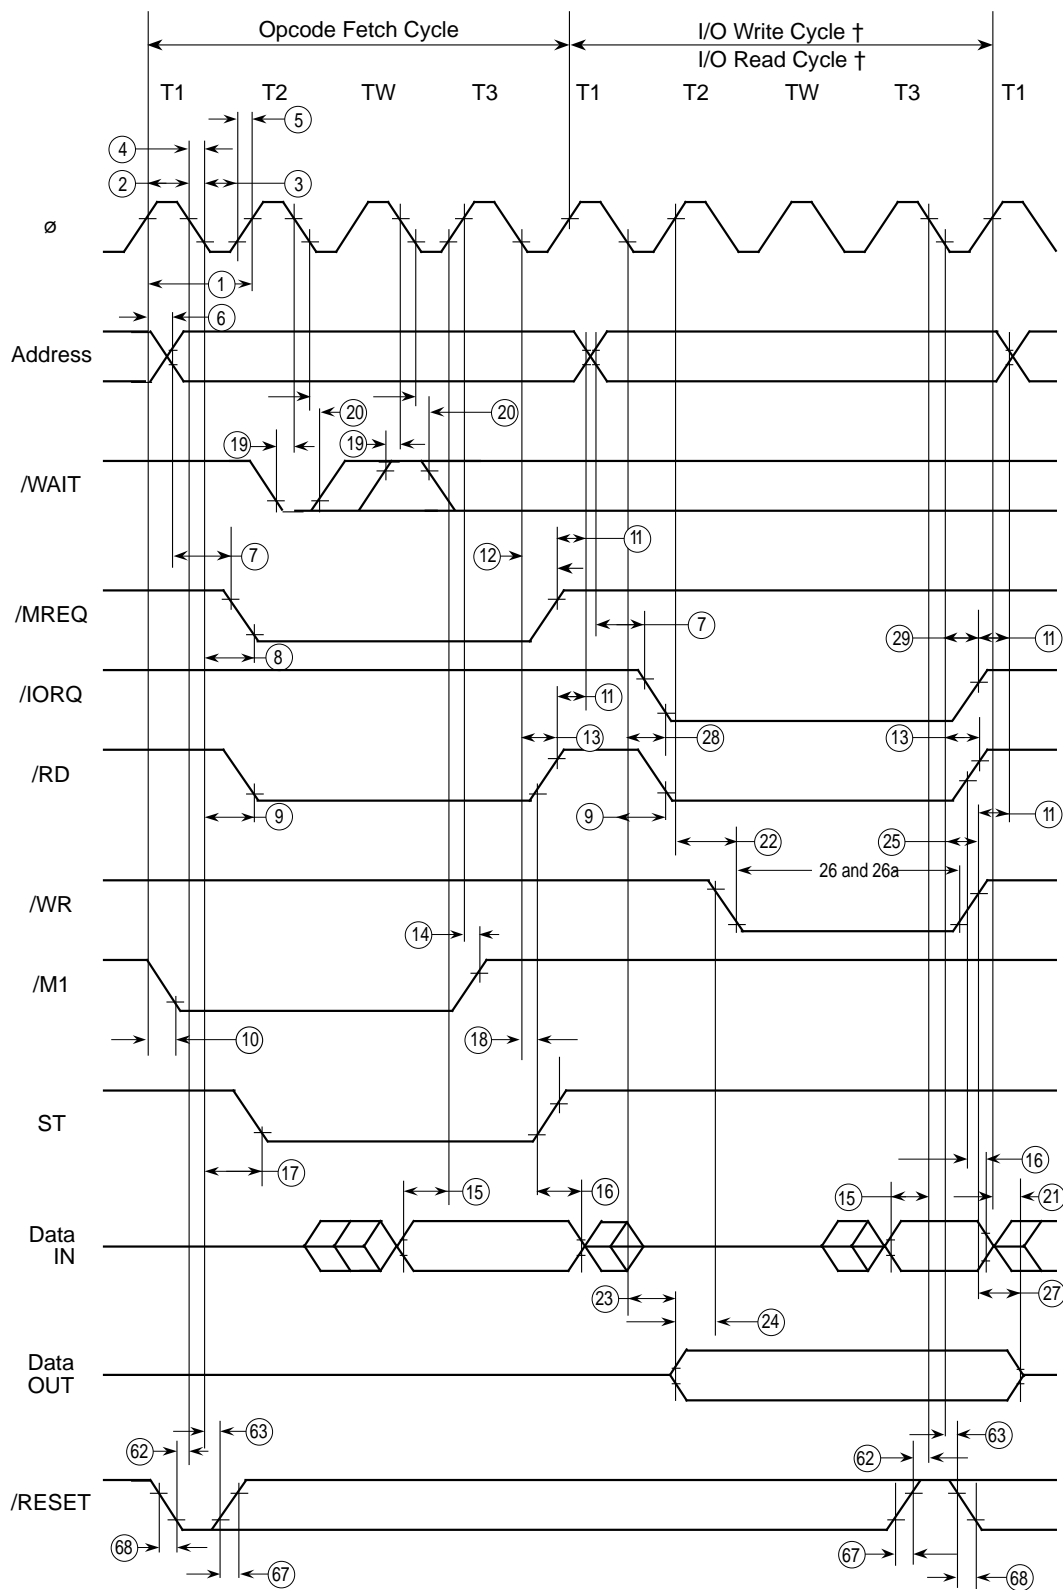 Opcode Fetch Cycle
I/O Write Cycle †
I/O Read Cycle †
T1 T2 TW T3 T1 T2 TW T3 T1
5
4
2 3
ø
1
6
Address
20 20
19 19
/WAIT
11
7 12
/MREQ
7 29 11
8
/IORQ
11
13 28 13
/RD
9 9 11
22 25
26 and 26a
/WR
14
/M1
10 18
ST
16
17
15 16 15 21
Data
IN
27
23
24
Data
OUT
63 63
62 62
/RESET
68 67
67 68